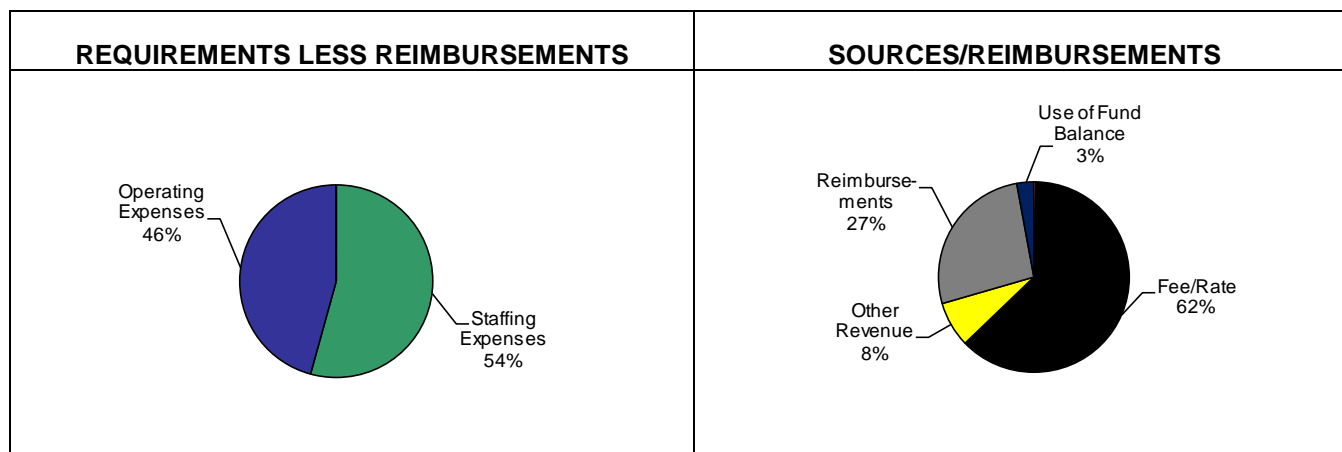 REQUIREMENTS LESS REIMBURSEMENTS
Operating
Expenses
46%
Staffing
Expenses
54%
SOURCES/REIMBURSEMENTS
Use of Fund
Balance
3%
Reimburse-
ments
27%
Other
Revenue
8%
Fee/Rate
62%